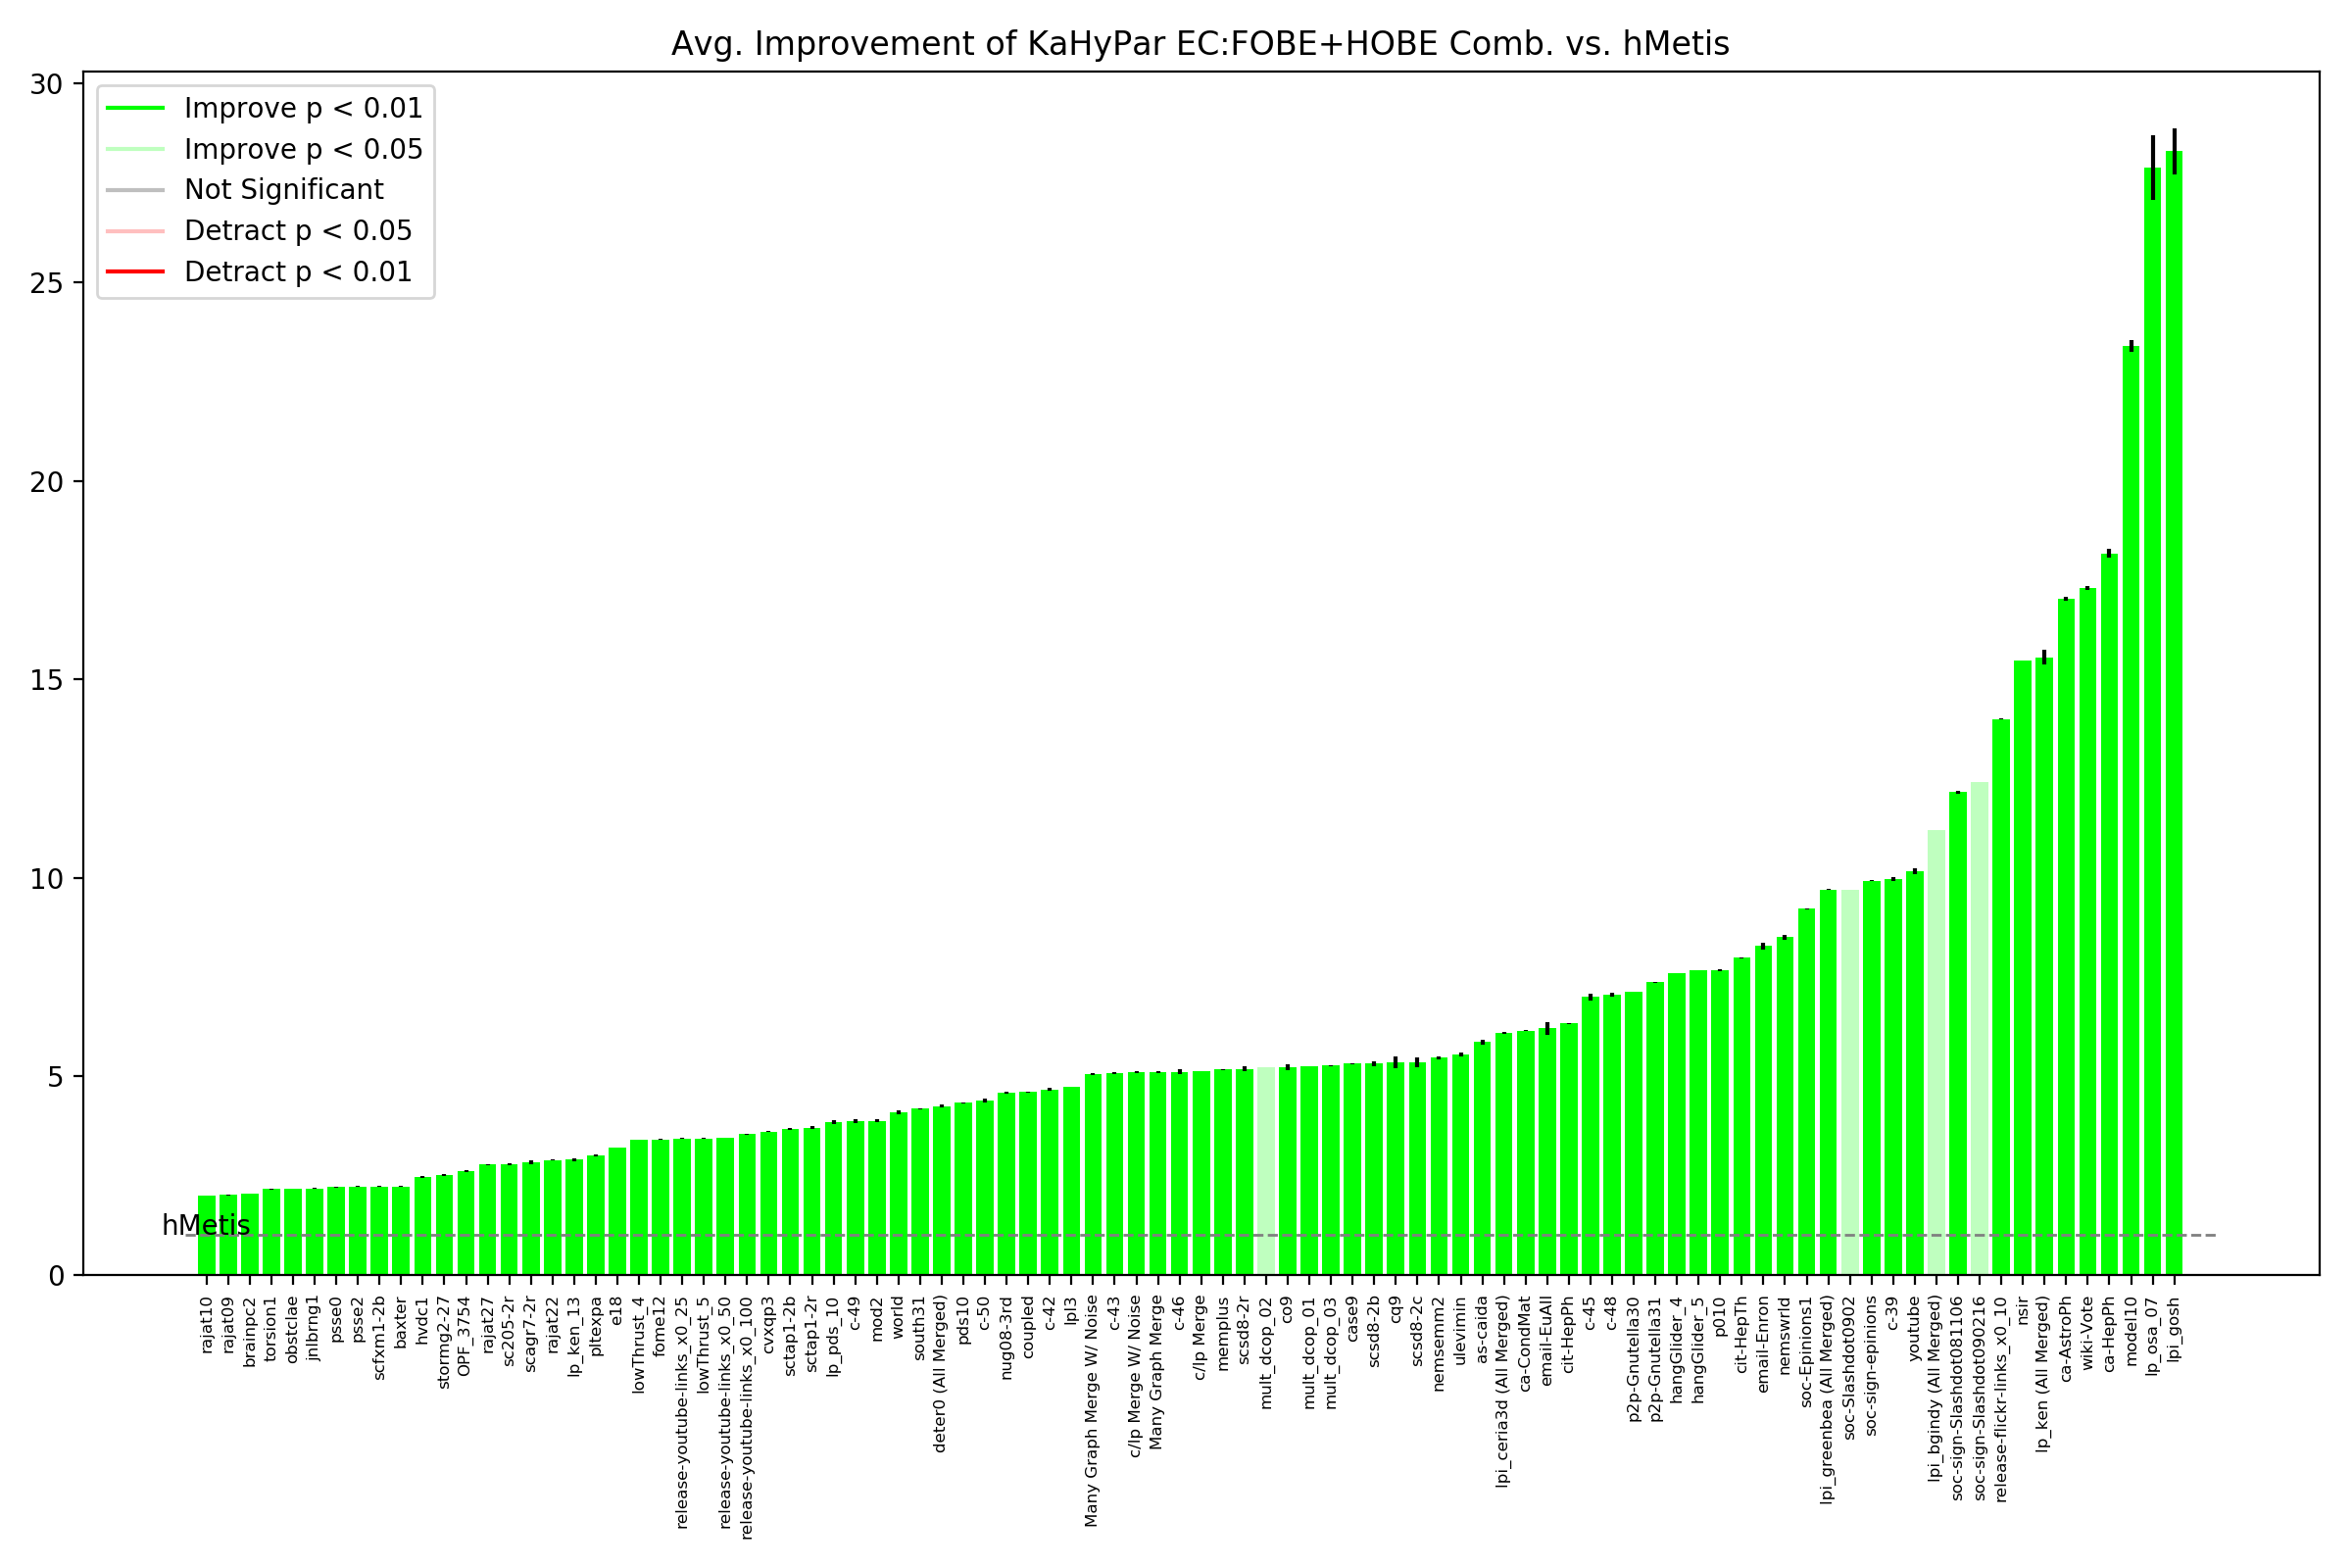 Avg. Improvement of KaHyPar EC:FOBE+HOBE Comb. vs. hMetis
30
25
20
15
10
5
0
Improve p < 0.01
Improve p < 0.05
Not Significant
Detract p < 0.05
Detract p < 0.01
hMetis
rajat10
rajat09
brainpc2
torsion1
obstclae
jnlbrng1
psse0
psse2
scfxm1-2b
baxter
hvdc1
stormg2-27
OPF_3754
rajat27
sc205-2r
scagr7-2r
rajat22
lp_ken_13
pltexpa
e18
lowThrust_4
fome12
release-youtube-links_x0_25
lowThrust_5
release-youtube-links_x0_50
release-youtube-links_x0_100
cvxqp3
sctap1-2b
sctap1-2r
lp_pds_10
c-49
mod2
world
south31
deter0 (All Merged)
pds10
c-50
nug08-3rd
coupled
c-42
lpl3
Many Graph Merge W/ Noise
c-43
c/lp Merge W/ Noise
Many Graph Merge
c-46
c/lp Merge
memplus
scsd8-2r
mult_dcop_02
co9
mult_dcop_01
mult_dcop_03
case9
scsd8-2b
cq9
scsd8-2c
nemsemm2
ulevimin
as-caida
lpi_ceria3d (All Merged)
ca-CondMat
email-EuAll
cit-HepPh
c-45
c-48
p2p-Gnutella30
p2p-Gnutella31
hangGlider_4
hangGlider_5
p010
cit-HepTh
email-Enron
nemswrld
soc-Epinions1
lpi_greenbea (All Merged)
soc-Slashdot0902
soc-sign-epinions
c-39
youtube
lpi_bgindy (All Merged)
soc-sign-Slashdot081106
soc-sign-Slashdot090216
release-flickr-links_x0_10
nsir
lp_ken (All Merged)
ca-AstroPh
wiki-Vote
ca-HepPh
model10
lp_osa_07
lpi_gosh